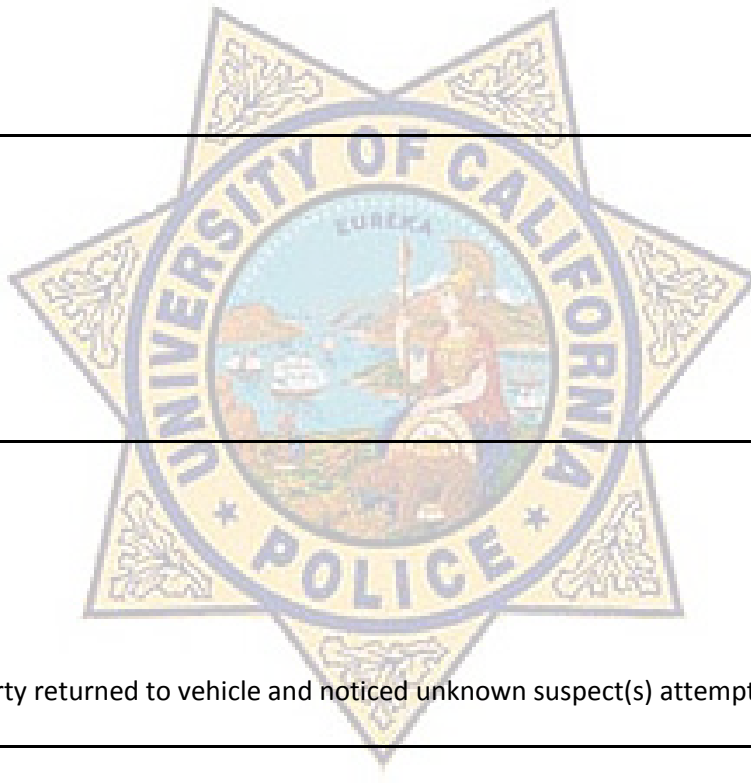 UNIVERSITY OF CALIFORNIA
EUREKA
POLICE
rty returned to vehicle and noticed unknown suspect(s) attempt